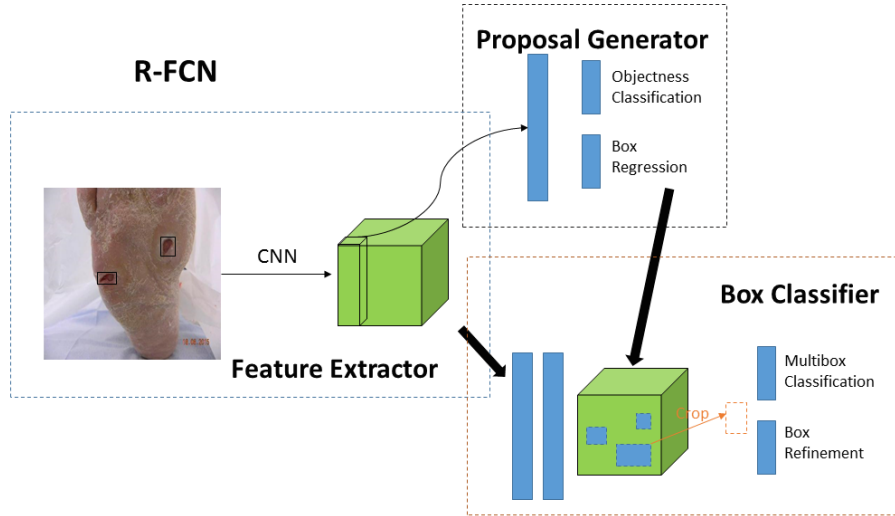 R-FCN
Proposal Generator
Objectness
Classification
Box
Regression
CNN
Feature Extractor
Box Classifier
Crop
Multibox
Classification
Box
Refinement